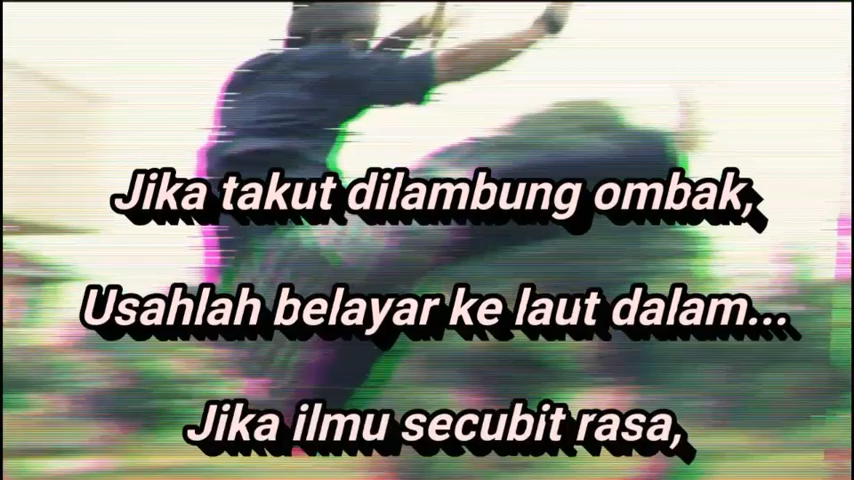 Jika takut dilambung ombak,
Usahlah belayar ke laut dalam...
Jika ilmu secubit rasa,